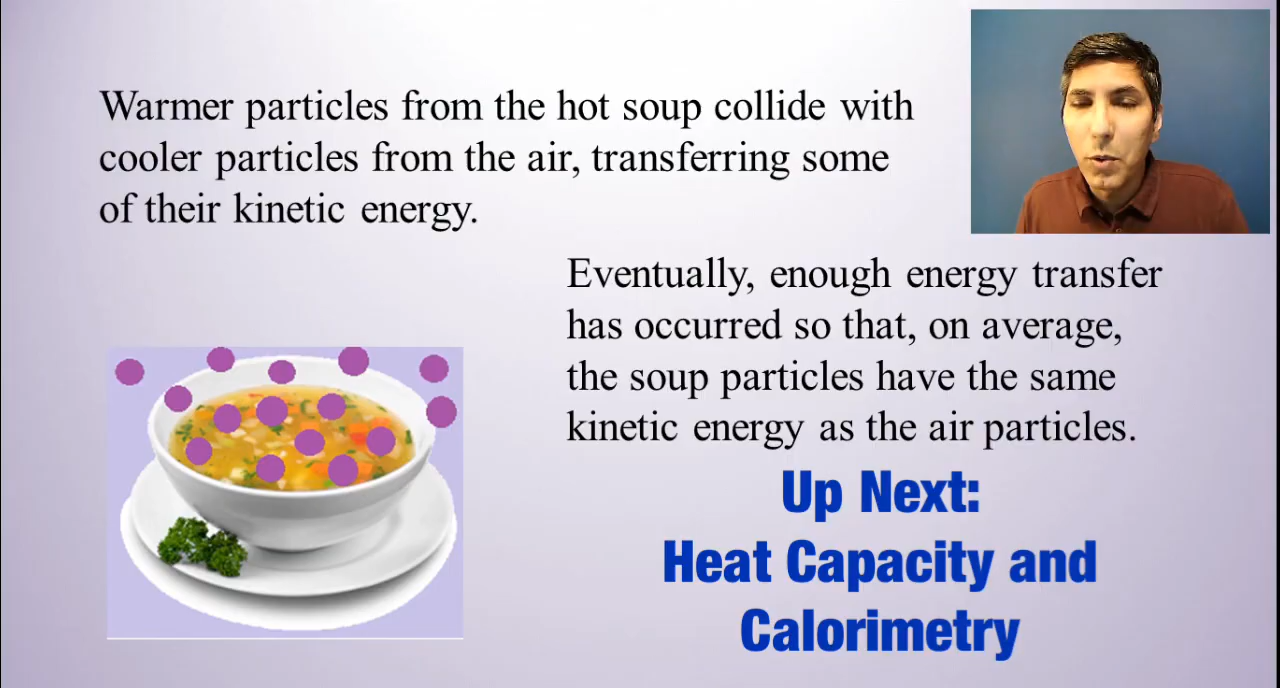 Warmer particles from the hot soup collide with
cooler particles from the air, transferring some
of their kinetic energy.
Eventually, enough energy transfer
has occurred so that, on average,
the soup particles have the same
kinetic energy as the air particles.
Up Next:
Heat Capacity and
Calorimetry